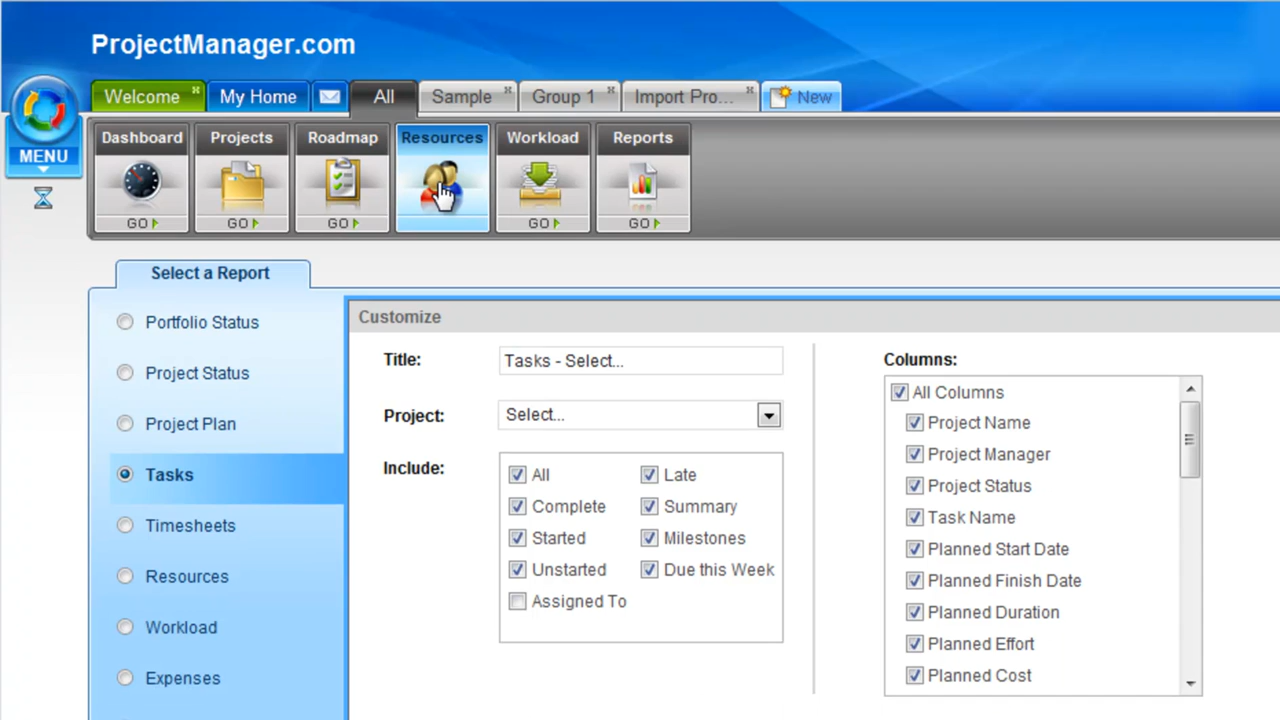 ProjectManager.com
Welcome
My Home
All
Sample
Group 1
Import Pro...
New
MENU
Dashboard
Projects
Roadmap
Resources
Workload
Reports
GO
GO
GO
GO
GO
Select a Report
Portfolio Status
Project Status
Project Plan
Tasks
Timesheets
Resources
Workload
Expenses
Customize
Title:
Tasks - Select...
Project:
Select...
Include:
All
Late
Complete
Summary
Started
Milestones
Unstarted
Due this Week
Assigned To
Columns:
All Columns
Project Name
Project Manager
Project Status
Task Name
Planned Start Date
Planned Finish Date
Planned Duration
Planned Effort
Planned Cost